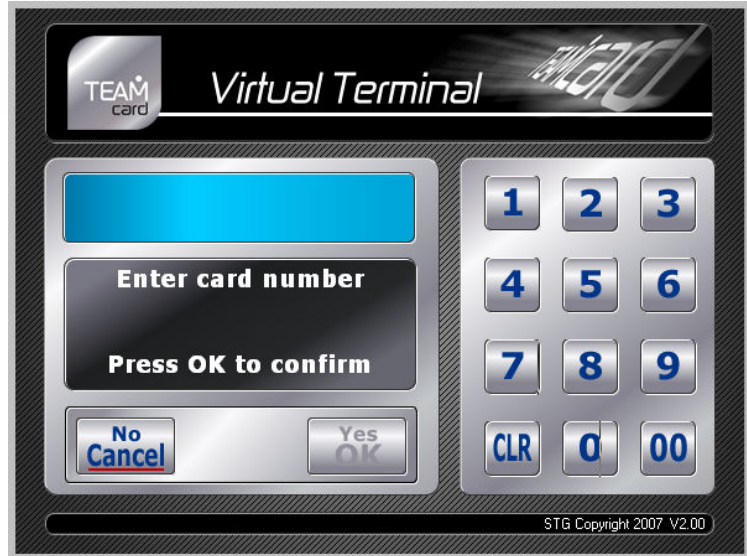 TEAM
card
Virtual Terminal
TEAMcard
Enter card number
Press OK to confirm
No
Cancel
Yes
OK
1 2 3
4 5 6
7 8 9
CLR 0 00
STG Copyright 2007 V2.00